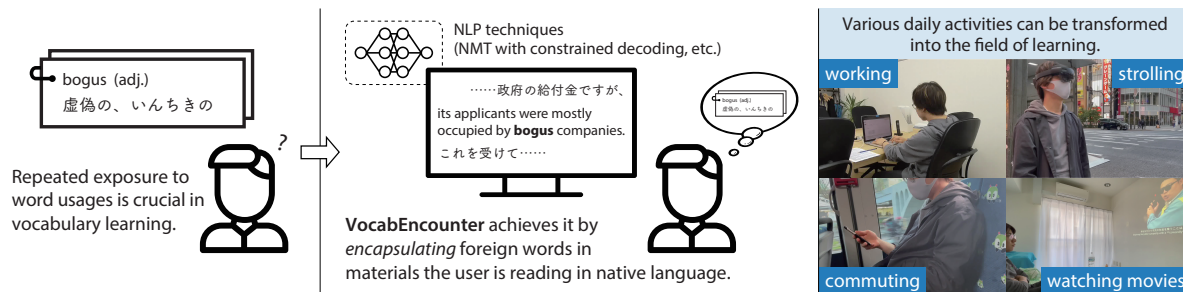 bogus (adj.)
虚偽の、いんちきの
?
Repeated exposure to
word usages is crucial in
vocabulary learning.
NLP techniques
(NMT with constrained decoding, etc.)
……政府の給付金ですが、
its applicants were mostly
occupied by bogus companies.
これを受けて……
bogus (adj.)
虚偽の、いんちきの
VocabEncounter achieves it by
encapsulating foreign words in
materials the user is reading in native language.
Various daily activities can be transformed
into the field of learning.
working
strolling
commuting
watching movies